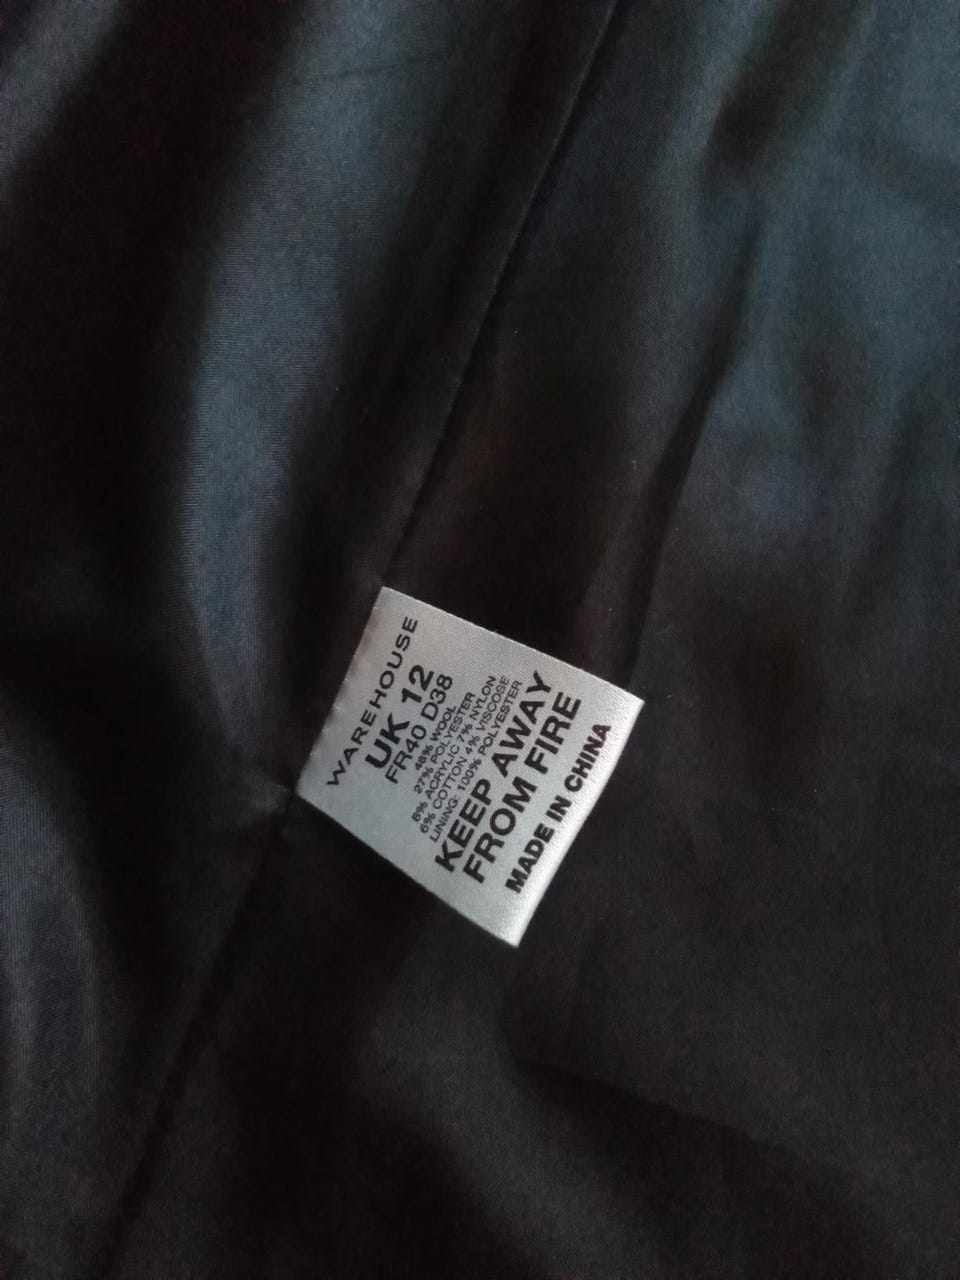 WAREHOUSE
UK 12
FR40 D38
48% WOOL
27% POLYESTER
8% ACRYLIC 7% NYLON
6% COTTON 4% VISCOSE
LINING: 100% POLYESTER
KEEP AWAY
FROM FIRE
MADE IN CHINA